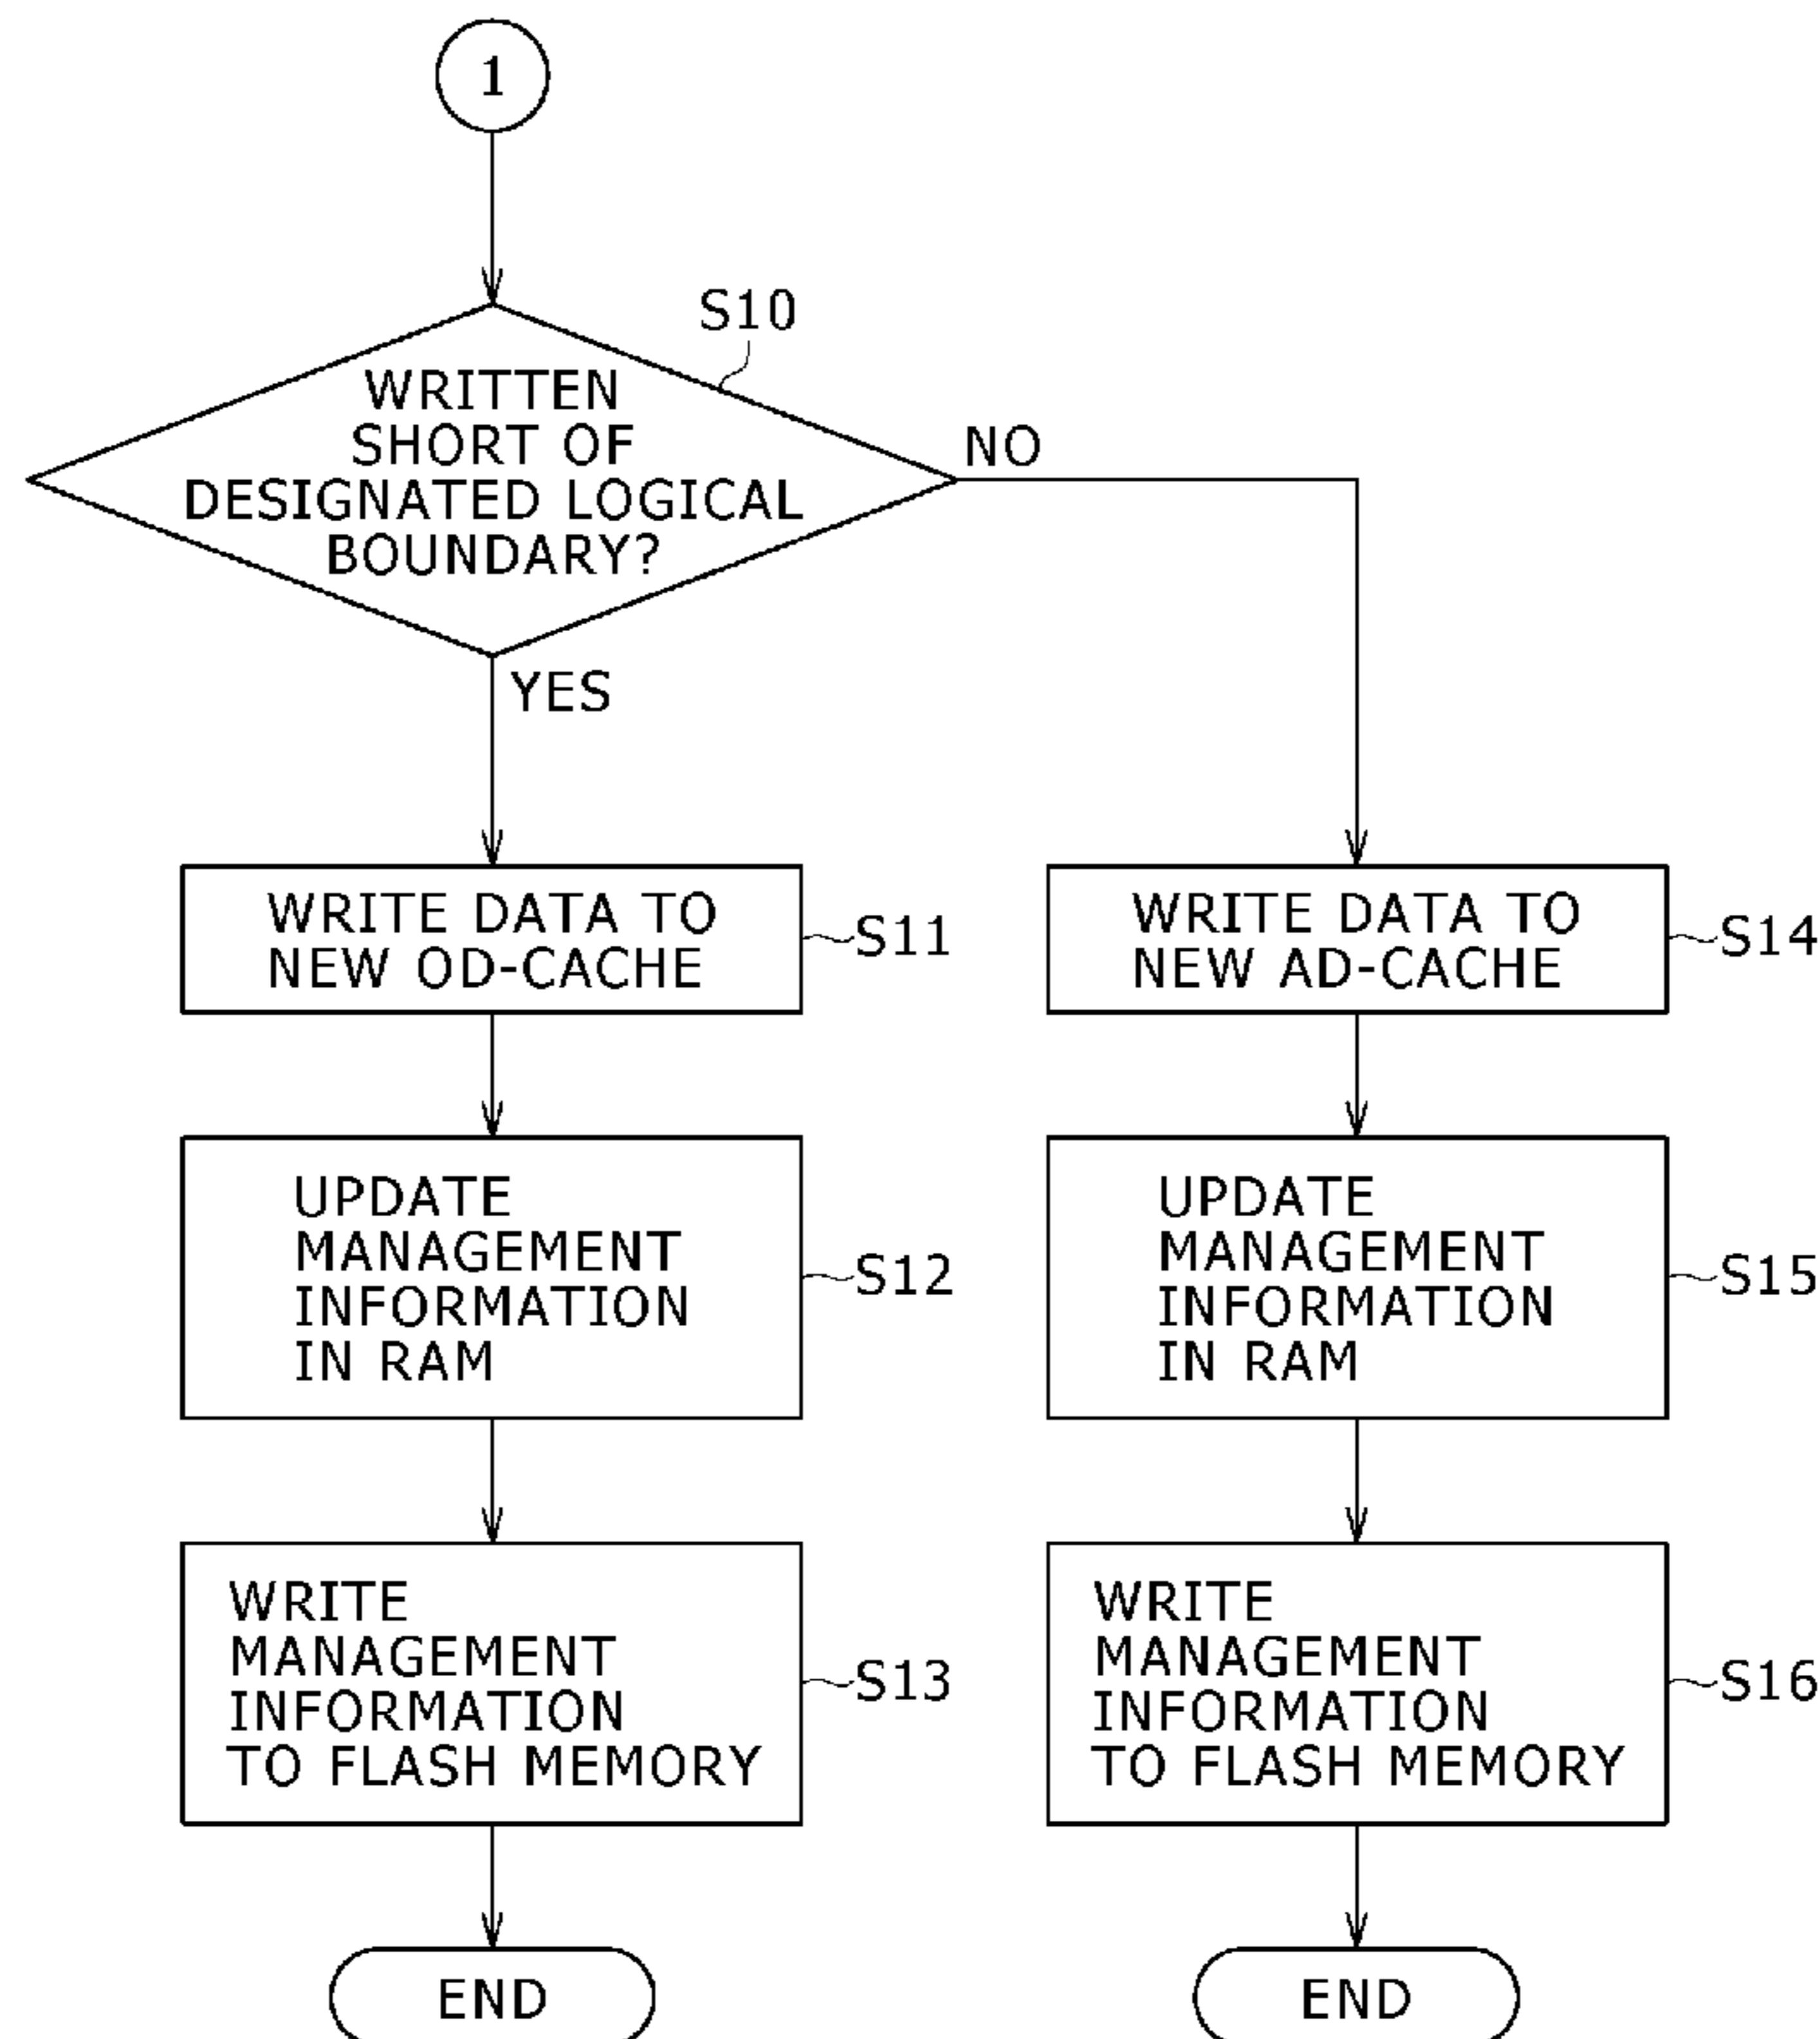 1
S10
WRITTEN
SHORT OF
DESIGNATED LOGICAL
BOUNDARY?
NO
YES
WRITE DATA TO
NEW OD-CACHE
S11
WRITE DATA TO
NEW AD-CACHE
S14
UPDATE
MANAGEMENT
INFORMATION
IN RAM
S12
UPDATE
MANAGEMENT
INFORMATION
IN RAM
S15
WRITE
MANAGEMENT
INFORMATION
TO FLASH MEMORY
S13
WRITE
MANAGEMENT
INFORMATION
TO FLASH MEMORY
S16
END
END